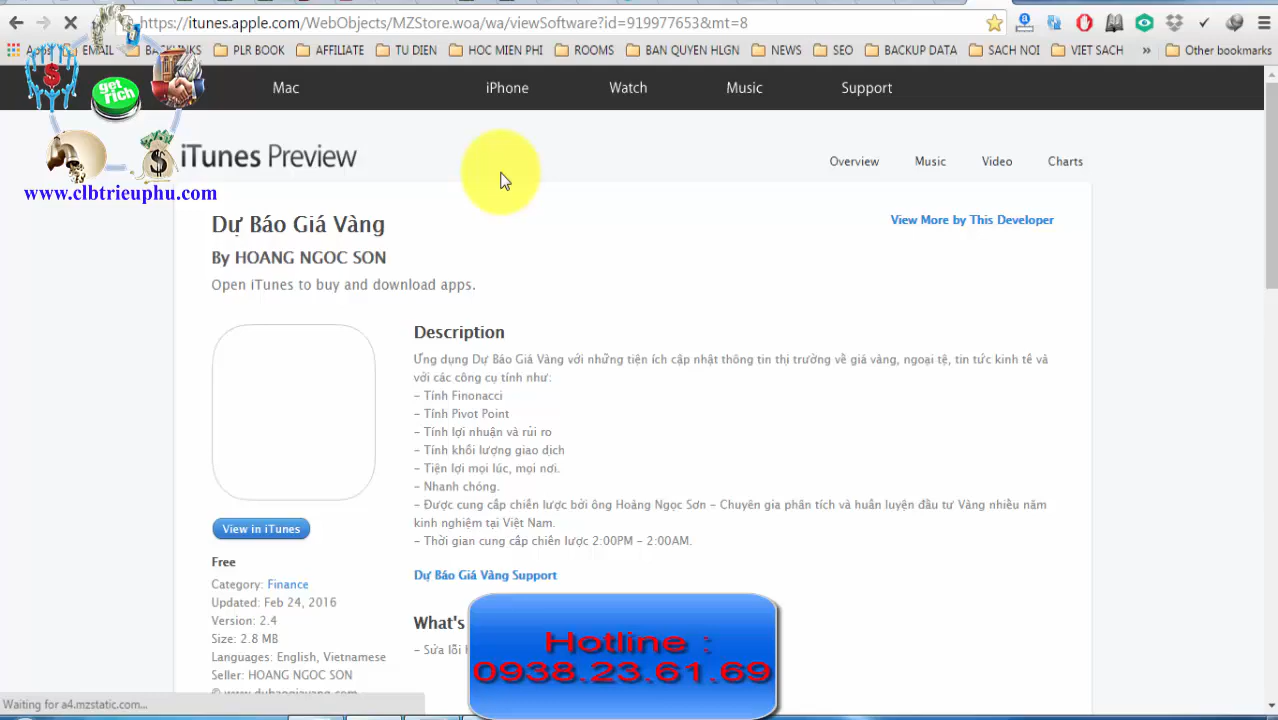 https://itunes.apple.com/WebObjects/MZStore.woa/wa/viewSoftware?id=919977653&mt=8
EMAIL BACKLINKS PLR BOOK AFFILIATE TU DIEN HOC MIEN PHI ROOMS BAN QUYEN HLGN NEWS SEO BACKUP DATA SACH NOI VIET SACH » Other bookmarks
Mac iPhone Watch Music Support
get rich
iTunes Preview
Overview Music Video Charts
www.clbtrieuphu.com
Dự Báo Giá Vàng
View More by This Developer
By HOANG NGOC SON
Open iTunes to buy and download apps.
Description
Ứng dụng Dự Báo Giá Vàng với những tiện ích cập nhật thông tin thị trường về giá vàng, ngoại tệ, tin tức kinh tế và
với các công cụ tính như:
- Tính Finonacci
- Tính Pivot Point
- Tính lợi nhuận và rủi ro
- Tính khối lượng giao dịch
- Tiện lợi mọi lúc, mọi nơi.
- Nhanh chóng.
- Được cung cấp chiến lược bởi ông Hoàng Ngọc Sơn - Chuyên gia phân tích và huấn luyện đầu tư Vàng nhiều năm
kinh nghiệm tại Việt Nam.
- Thời gian cung cấp chiến lược 2:00PM - 2:00AM.
View in iTunes
Free
Category: Finance
Updated: Feb 24, 2016
Version: 2.4
Size: 2.8 MB
Languages: English, Vietnamese
Seller: HOANG NGOC SON
Dự Báo Giá Vàng Support
What's
- Sửa lỗi
Hotline :
0938.23.61.69
Waiting for a4.mzstatic.com...